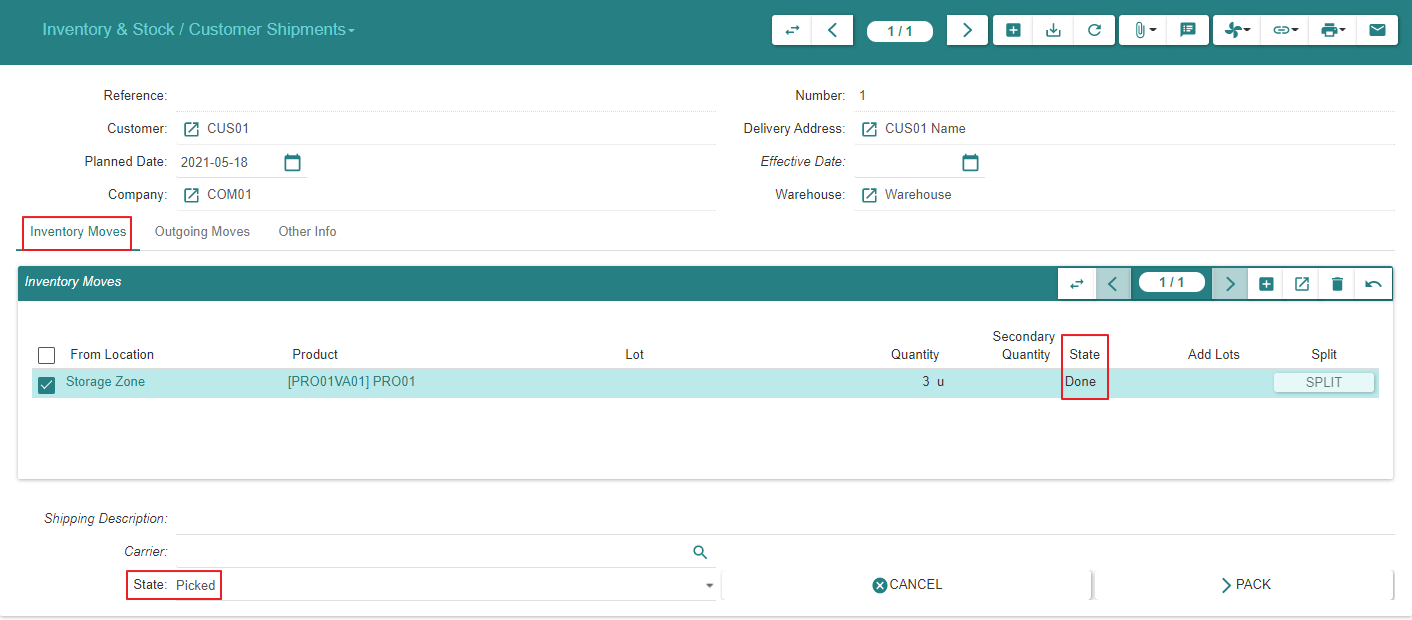 Inventory & Stock / Customer Shipments
1 / 1
Reference:
Number: 1
Customer: CUS01
Delivery Address: CUS01 Name
Planned Date: 2021-05-18
Effective Date:
Company: COM01
Warehouse: Warehouse
Inventory Moves Outgoing Moves Other Info
Inventory Moves
1 / 1
From Location Product Lot Quantity Secondary Quantity State Add Lots Split
Storage Zone [PRO01VA01] PRO01 3 u Done SPLIT
Shipping Description:
Carrier:
State: Picked
CANCEL
PACK